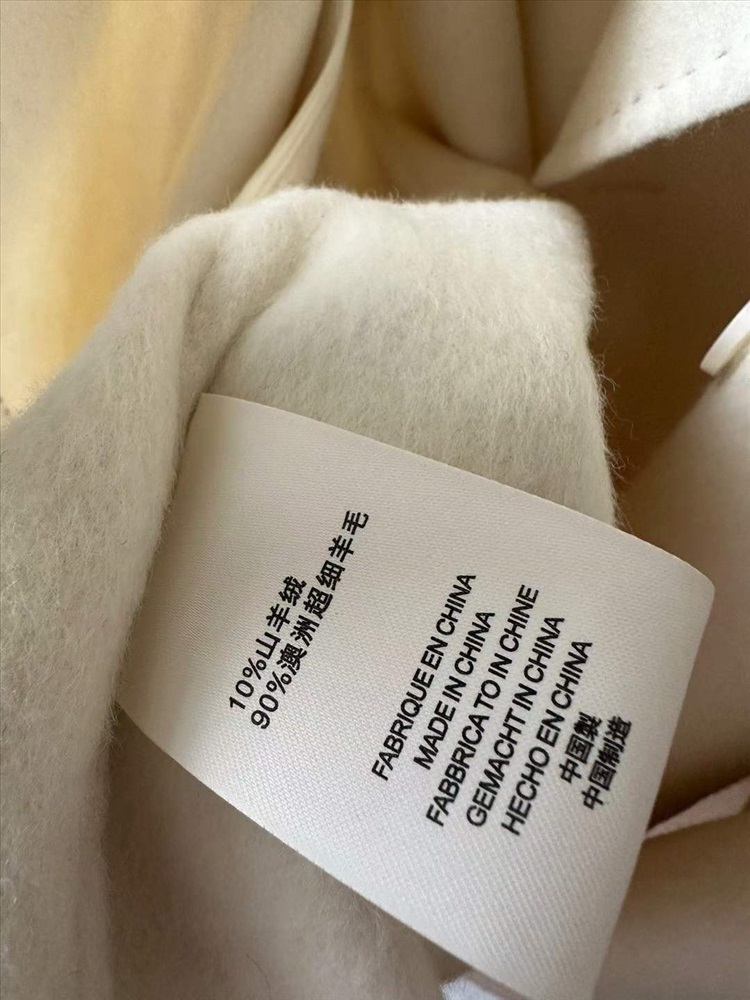 10%山羊绒
90%澳洲超细羊毛
FABRIQUE EN CHINA
MADE IN CHINA
FABBRICATO IN CHINE
GEMACHT IN CHINA
HECHO EN CHINA
中国製
中国制造